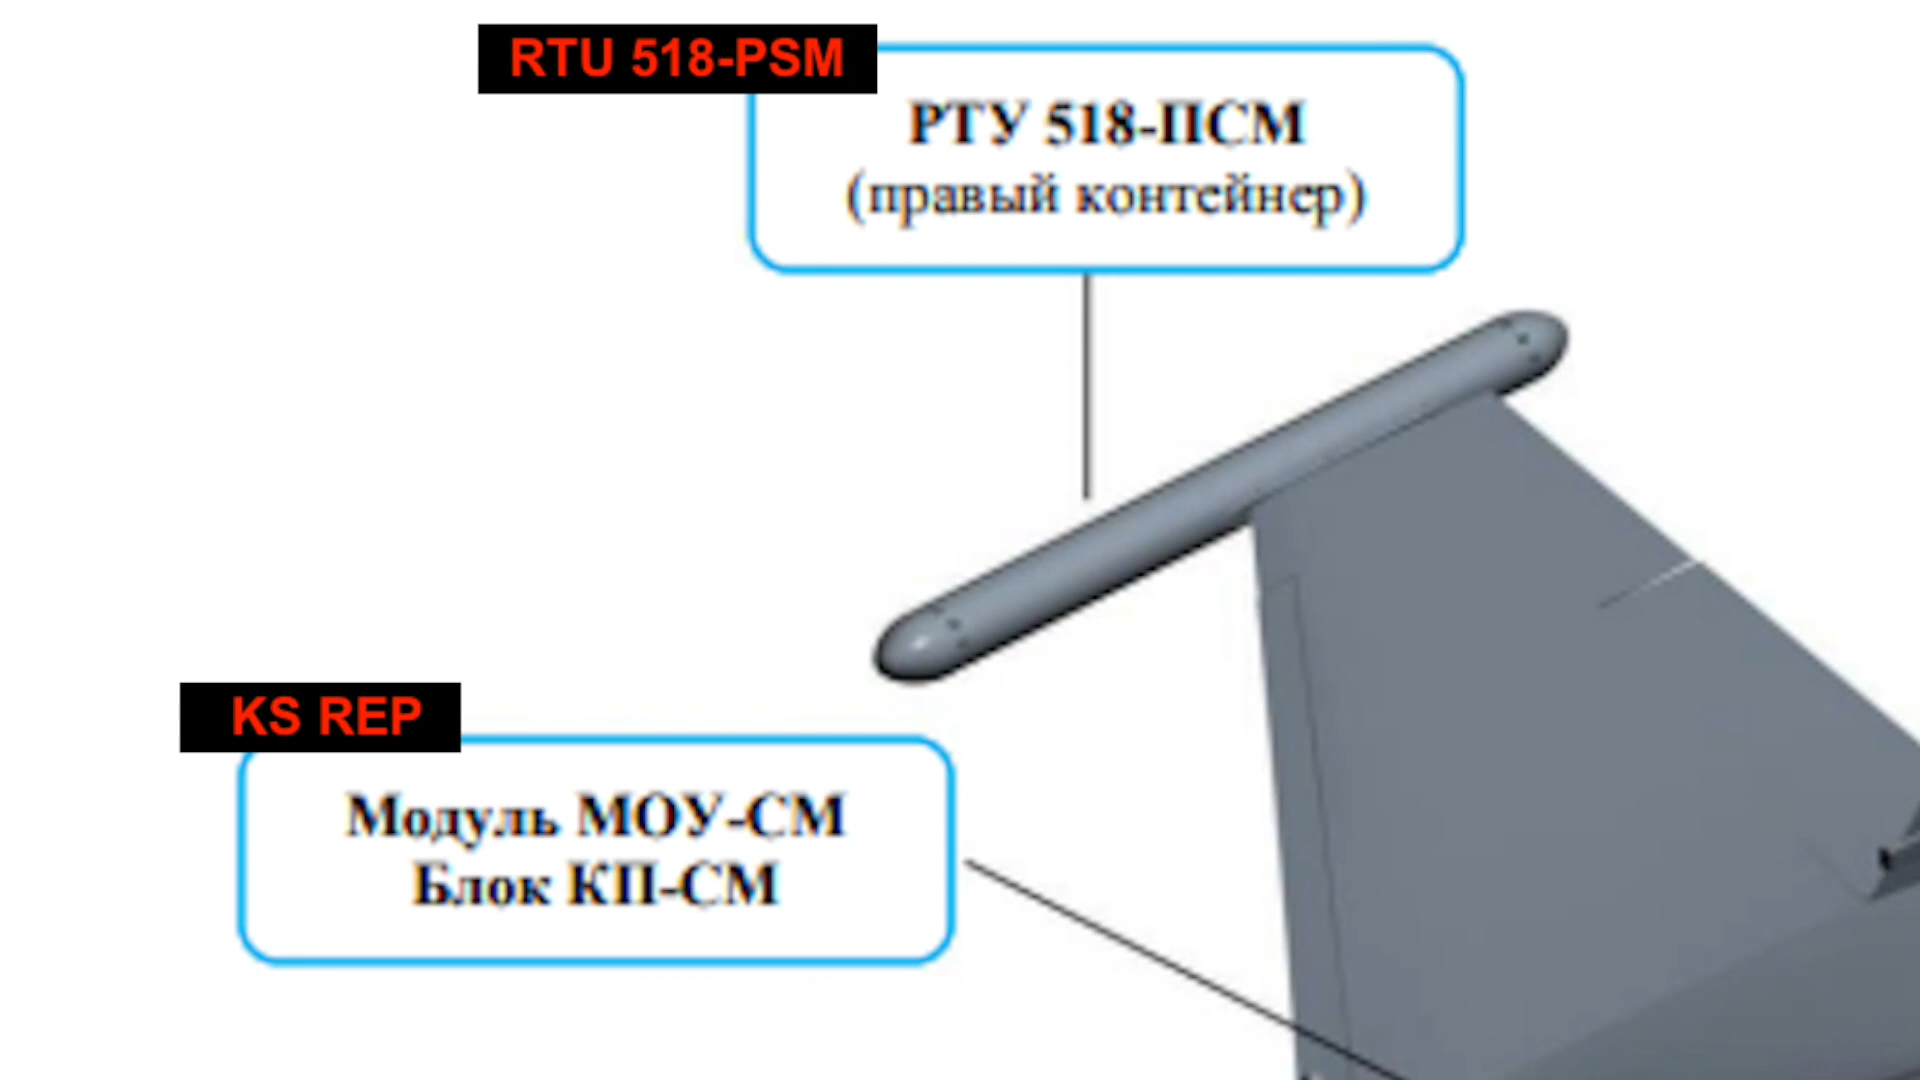 RTU 518-PSM
РТУ 518-ПСМ
(правый контейнер)
KS REP
Модуль МОУ-СМ
Блок КП-СМ